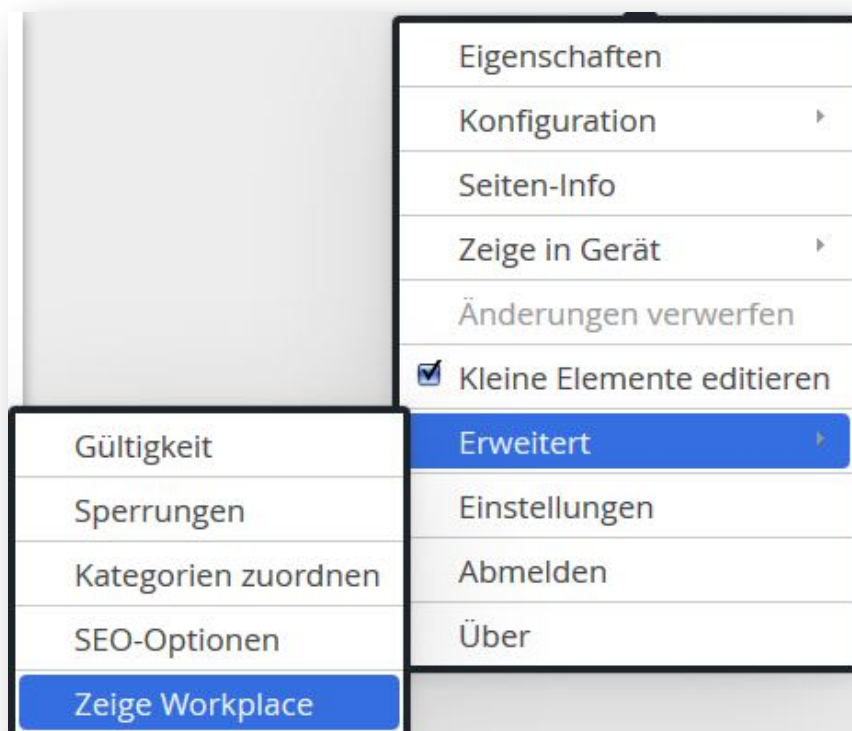 Eigenschaften
Konfiguration
Seiten-Info
Zeige in Gerät
Änderungen verwerfen
Kleine Elemente editieren
Erweitert
Einstellungen
Abmelden
Über
Gültigkeit
Sperrungen
Kategorien zuordnen
SEO-Optionen
Zeige Workplace